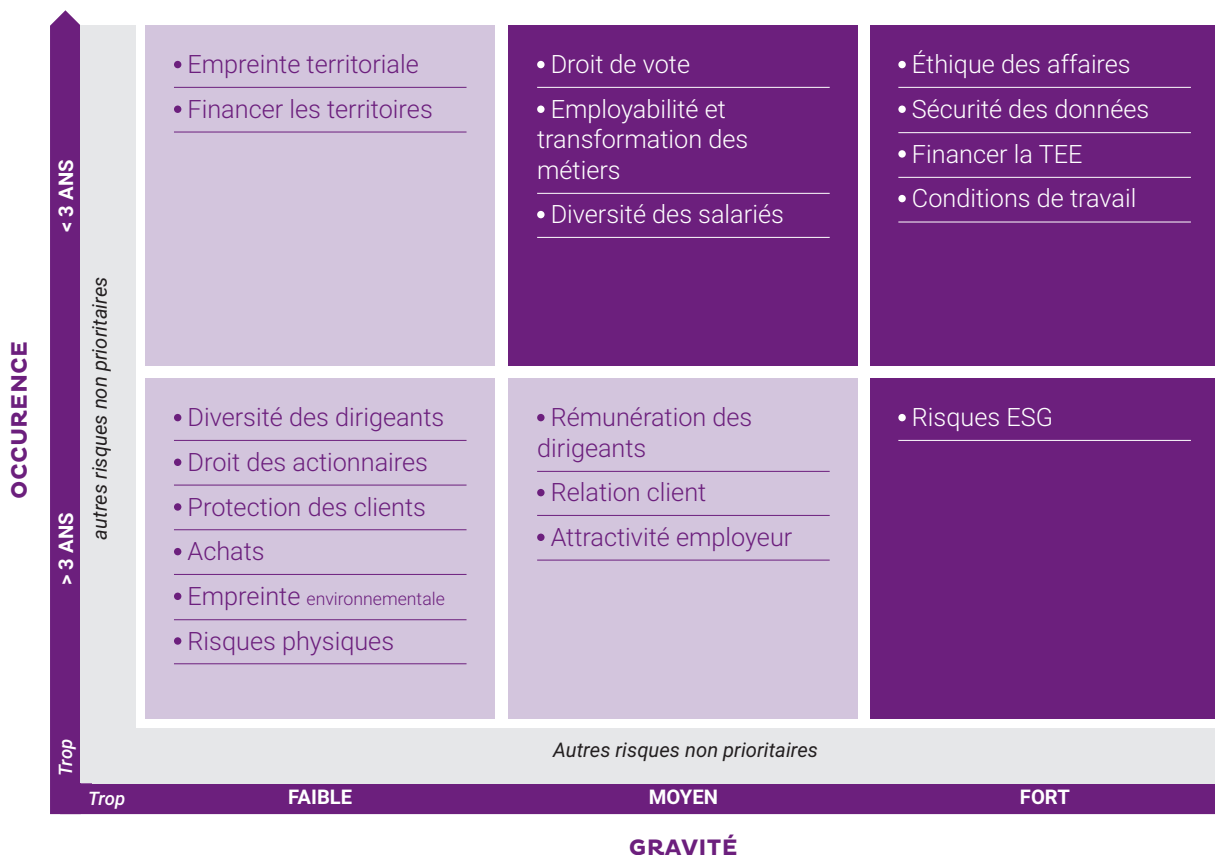 • Empreinte territoriale
• Financer les territoires
• Droit de vote
• Employabilité et
transformation des
métiers
• Diversité des salariés
• Éthique des affaires
• Sécurité des données
• Financer la TEE
• Conditions de travail
< 3 ANS
autres risques non prioritaires
OCCURENCE
> 3 ANS
• Diversité des dirigeants
• Droit des actionnaires
• Protection des clients
• Achats
• Empreinte environnementale
• Risques physiques
• Rémunération des
dirigeants
• Relation client
• Attractivité employeur
• Risques ESG
Trop
Autres risques non prioritaires
Trop
FAIBLE
MOYEN
FORT
GRAVITÉ